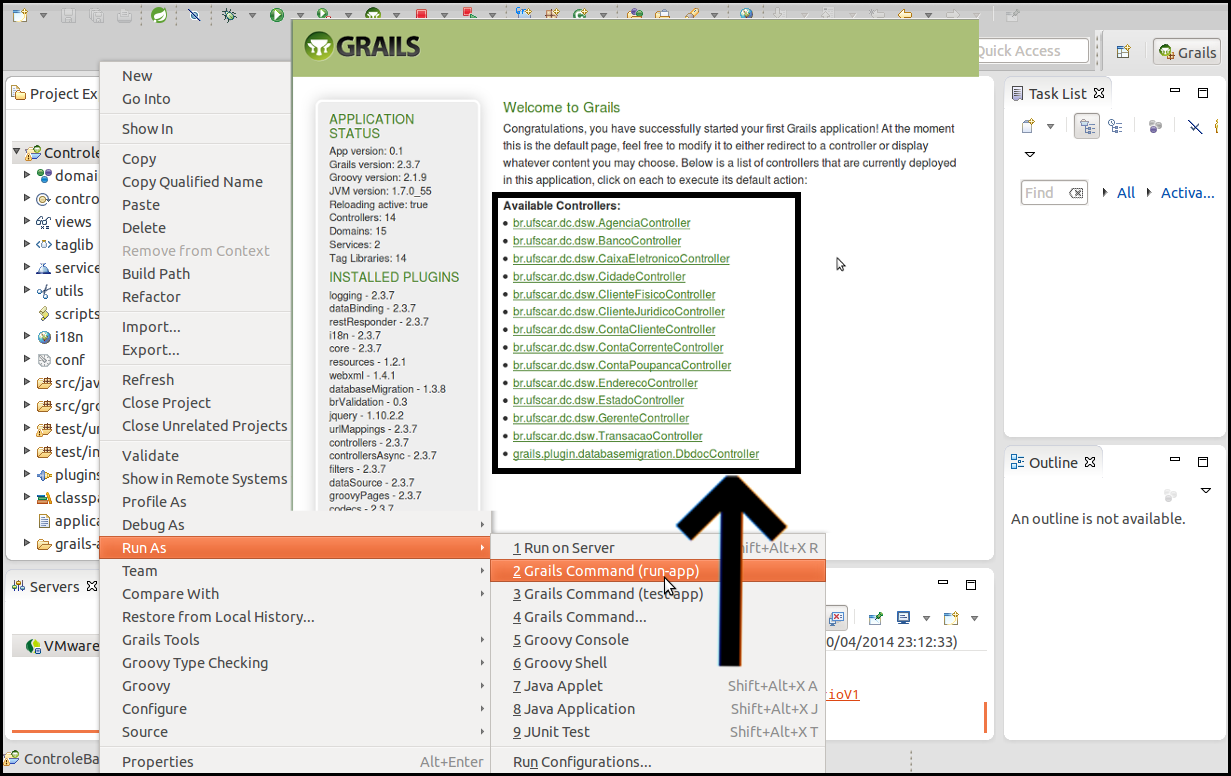 Quick Access
Grails
Project Ex
Controle
domai
contro
views
taglib
service
utils
scripts
i18n
conf
src/jav
src/gro
test/un
test/in
plugins
classpa
applica
grails-a
Servers
VMware
ControleBa
New
Go Into
Show In
Copy
Copy Qualified Name
Paste
Delete
Remove from Context
Build Path
Refactor
Import...
Export...
Refresh
Close Project
Close Unrelated Projects
Validate
Show in Remote Systems
Profile As
Debug As
Run As
Team
Compare With
Restore from Local History...
Grails Tools
Groovy Type Checking
Groovy
Configure
Source
Properties Alt+Enter
GRAILS
APPLICATION
STATUS
App version: 0.1
Grails version: 2.3.7
Groovy version: 2.1.9
JVM version: 1.7.0_55
Reloading active: true
Controllers: 14
Domains: 15
Services: 2
Tag Libraries: 14
INSTALLED PLUGINS
logging - 2.3.7
dataBinding - 2.3.7
restResponder - 2.3.7
i18n - 2.3.7
core - 2.3.7
resources - 1.2.1
webxml - 1.4.1
databaseMigration - 1.3.8
brValidation - 0.3
jquery - 1.10.2.2
urlMappings - 2.3.7
controllers - 2.3.7
controllersAsync - 2.3.7
filters - 2.3.7
dataSource - 2.3.7
groovyPages - 2.3.7
codecs - 2.3.7
Welcome to Grails
Congratulations, you have successfully started your first Grails application! At the moment
this is the default page, feel free to modify it to either redirect to a controller or display
whatever content you may choose. Below is a list of controllers that are currently deployed
in this application, click on each to execute its default action:
Available Controllers:
br.ufscar.dc.dsw.AgenciaController
br.ufscar.dc.dsw.BancoController
br.ufscar.dc.dsw.CaixaEletronicoController
br.ufscar.dc.dsw.CidadeController
br.ufscar.dc.dsw.ClienteFisicoController
br.ufscar.dc.dsw.ClienteJuridicoController
br.ufscar.dc.dsw.ContaClienteController
br.ufscar.dc.dsw.ContaCorrenteController
br.ufscar.dc.dsw.ContaPoupancaController
br.ufscar.dc.dsw.EnderecoController
br.ufscar.dc.dsw.EstadoController
br.ufscar.dc.dsw.GerenteController
br.ufscar.dc.dsw.TransacaoController
grails.plugin.databasemigration.DbdocController
1 Run on Server Shift+Alt+X R
2 Grails Command (run-app)
3 Grails Command (test-app)
4 Grails Command...
5 Groovy Console
6 Groovy Shell
7 Java Applet Shift+Alt+X A
8 Java Application Shift+Alt+X J
9 JUnit Test Shift+Alt+X T
Run Configurations...
0/04/2014 23:12:33)
ioV1
Task List
Find All Activa...
Outline
An outline is not available.